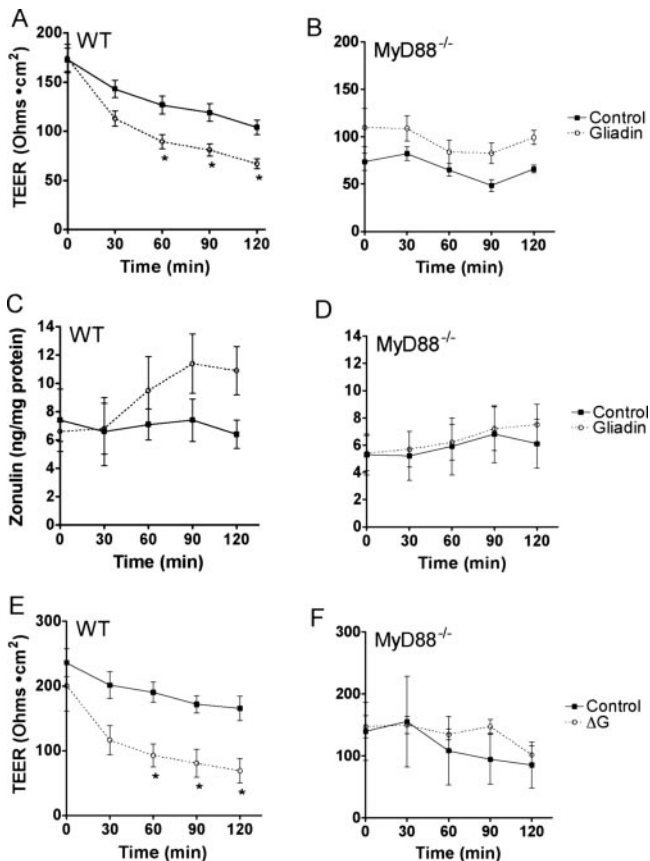 A
WT
TEER (Ohms •cm²)
200
150
100
50
0
0 30 60 90 120
Time (min)
*
*
*
B
MyD88-/-
200
150
100
50
0
0 30 60 90 120
Time (min)
Control
Gliadin
C
WT
Zonulin (ng/mg protein)
14
12
10
8
6
4
2
0
0 30 60 90 120
Time (min)
D
MyD88-/-
14
12
10
8
6
4
2
0
0 30 60 90 120
Time (min)
Control
Gliadin
E
WT
TEER (Ohms •cm²)
300
200
100
0
0 30 60 90 120
Time (min)
*
*
*
F
MyD88-/-
300
200
100
0
0 30 60 90 120
Time (min)
Control
ΔG